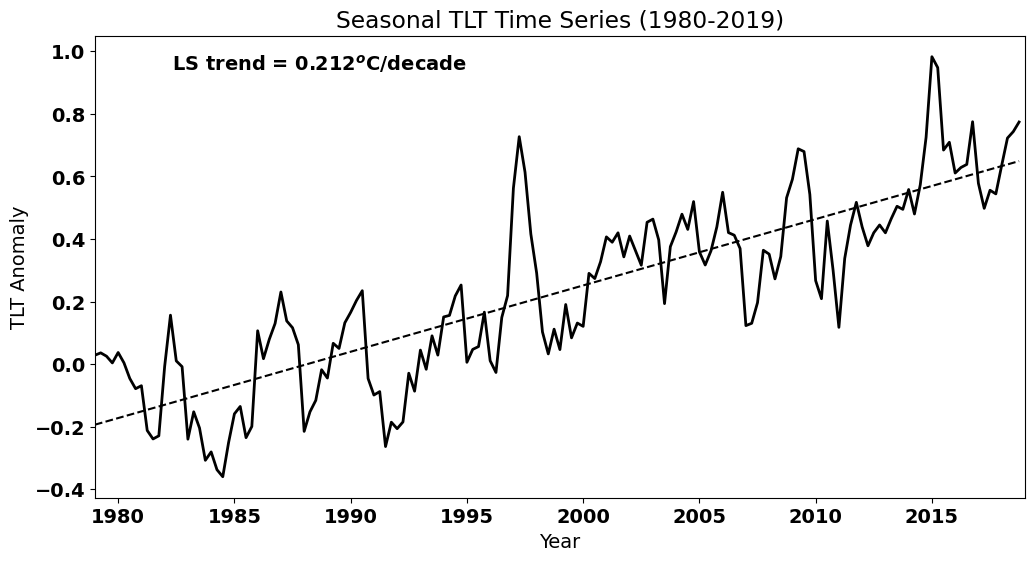 Seasonal TLT Time Series (1980-2019)
LS trend = 0.212°C/decade
TLT Anomaly
1.0
0.8
0.6
0.4
0.2
0.0
−0.2
−0.4
1980 1985 1990 1995 2000 2005 2010 2015
Year